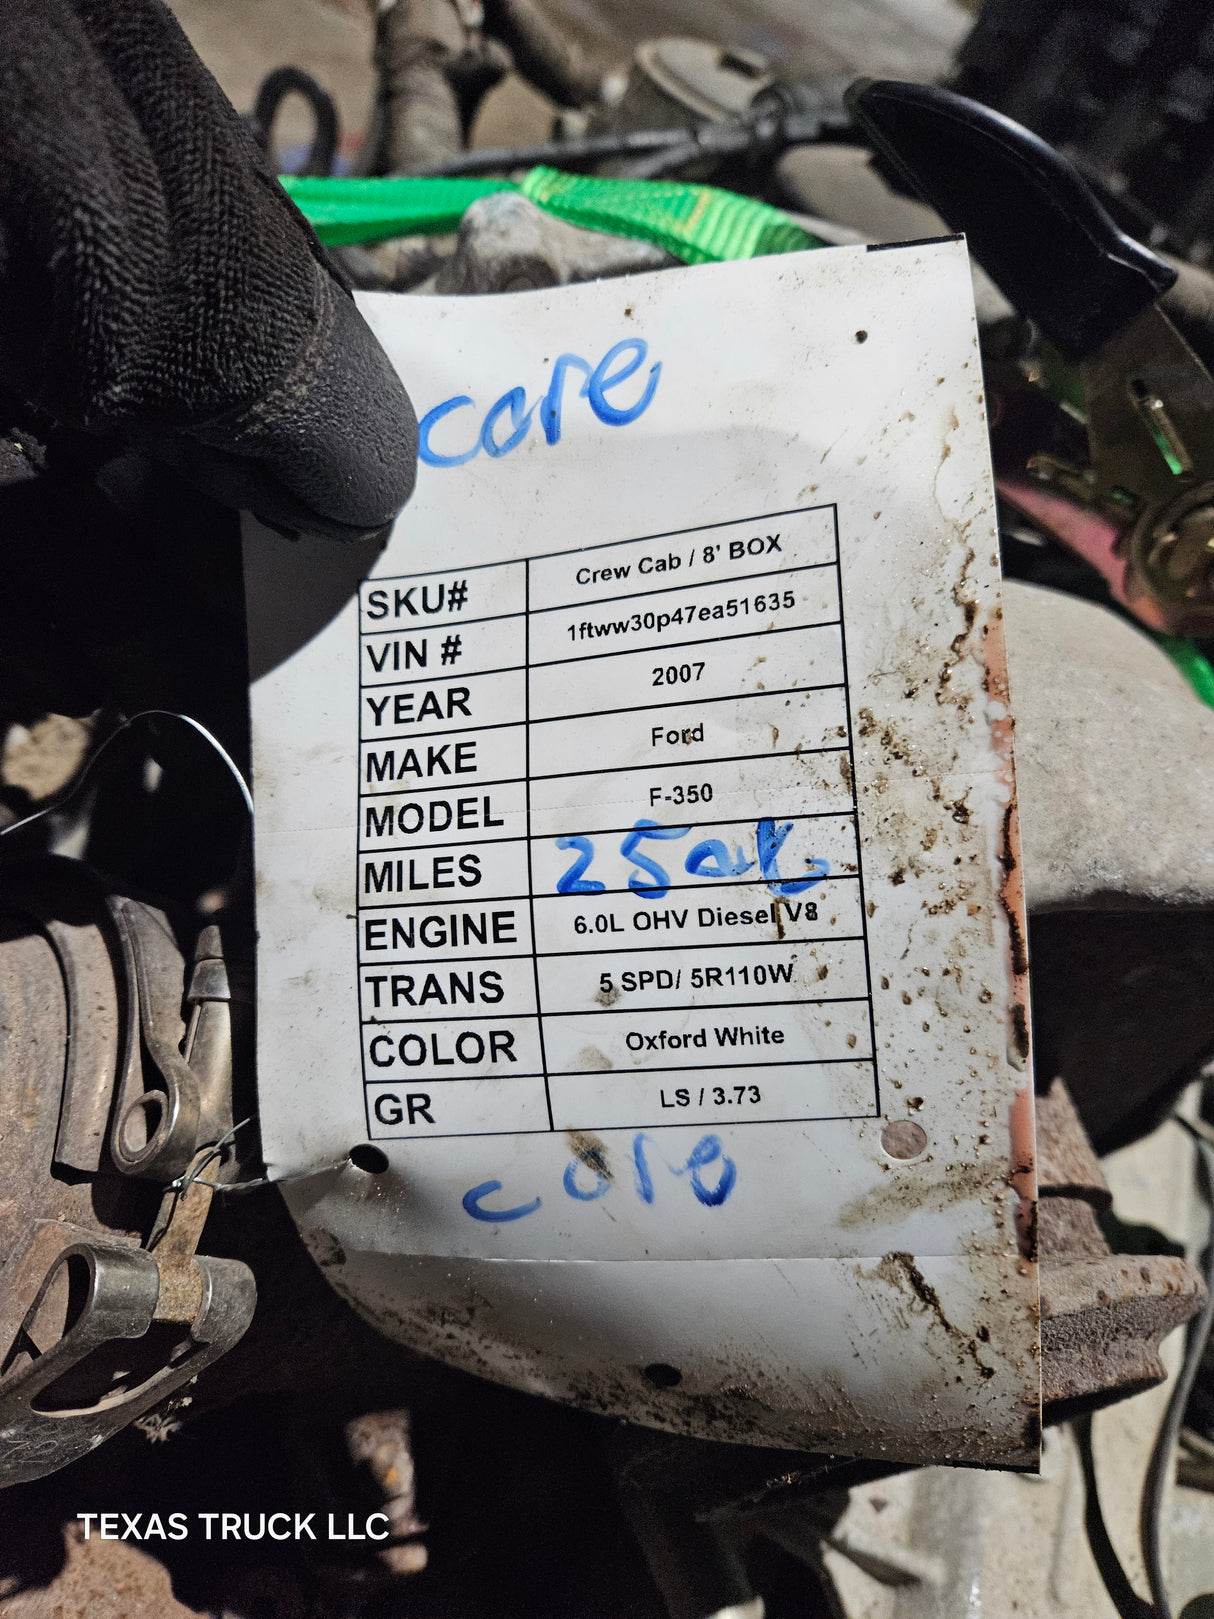 core
SKU# Crew Cab / 8' BOX
VIN # 1ftww30p47ea51635
YEAR 2007
MAKE Ford
MODEL F-350
MILES
ENGINE 6.0L OHV Diesel V8
TRANS 5 SPD/ 5R110W
COLOR Oxford White
GR LS / 3.73
core
TEXAS TRUCK LLC